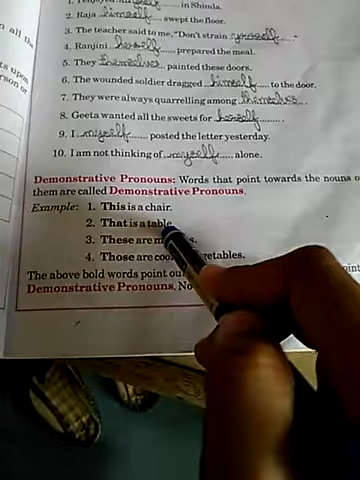 1. I enjoyed myself in Shimla.
2. Raja himself swept the floor.
3. The teacher said to me, "Don't strain yourself."
4. Ranjini herself prepared the meal.
5. They themselves painted these doors.
6. The wounded soldier dragged himself to the door.
7. They were always quarrelling among themselves.
8. Geeta wanted all the sweets for herself
9. I myself posted the letter yesterday.
10. I am not thinking of myself alone.
Demonstrative Pronouns: Words that point towards the nouns
them are called Demonstrative Pronouns.
Example: 1. This is a chair.
2. That is a table
3. These are
4. Those are
The above bold words point
Demonstrative Pronouns.